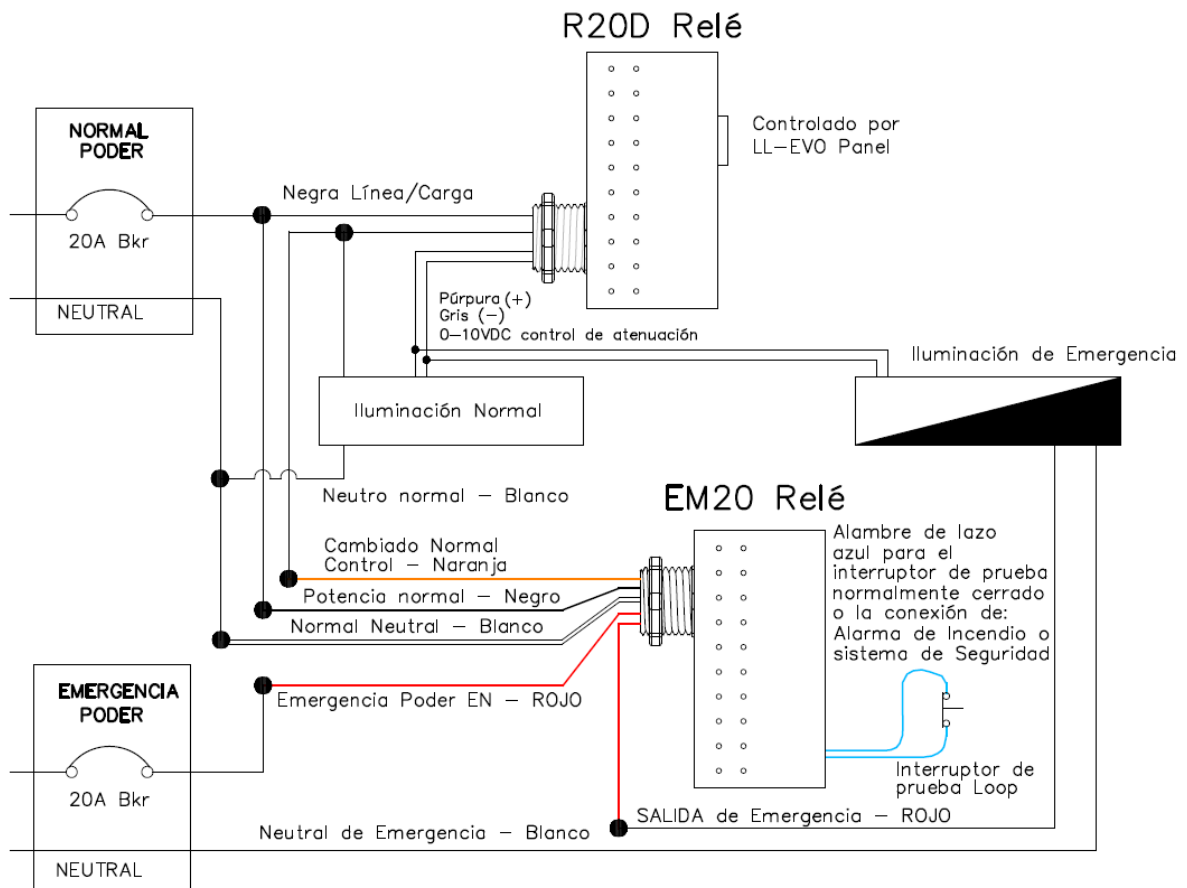 R20D Relé
NORMAL
PODER
20A Bkr
NEUTRAL
Negra Línea/Carga
Controlado por
LL-EVO Panel
Púrpura (+)
Gris (-)
0-10VDC control de atenuación
Iluminación de Emergencia
Iluminación Normal
Neutro normal - Blanco
EM20 Relé
Cambiado Normal
Control - Naranja
Potencia normal - Negro
Normal Neutral - Blanco
Alambre de lazo
azul para el
interruptor de prueba
normalmente cerrado
o la conexión de:
Alarma de Incendio o
sistema de Seguridad
EMERGENCIA
PODER
20A Bkr
NEUTRAL
Emergencia Poder EN - ROJO
Interruptor de
prueba Loop
SALIDA de Emergencia - ROJO
Neutral de Emergencia - Blanco